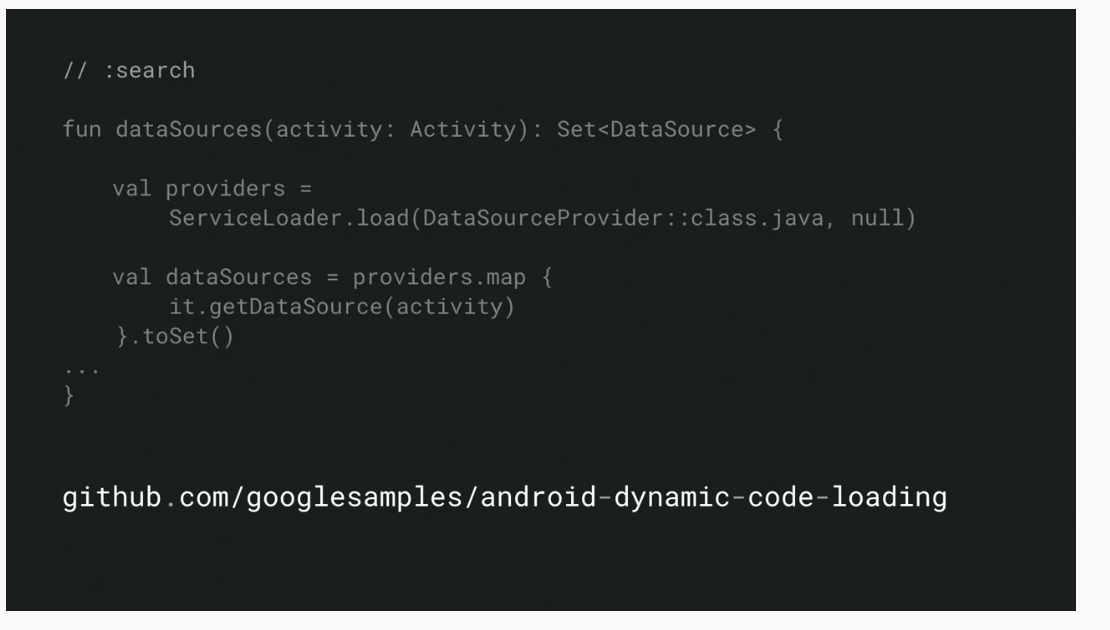 // :search
fun dataSources(activity: Activity): Set<DataSource> {
val providers =
ServiceLoader.load(DataSourceProvider::class.java, null)
val dataSources = providers.map {
it.getDataSource(activity)
}.toSet()
...
}
github.com/googlesamples/android-dynamic-code-loading